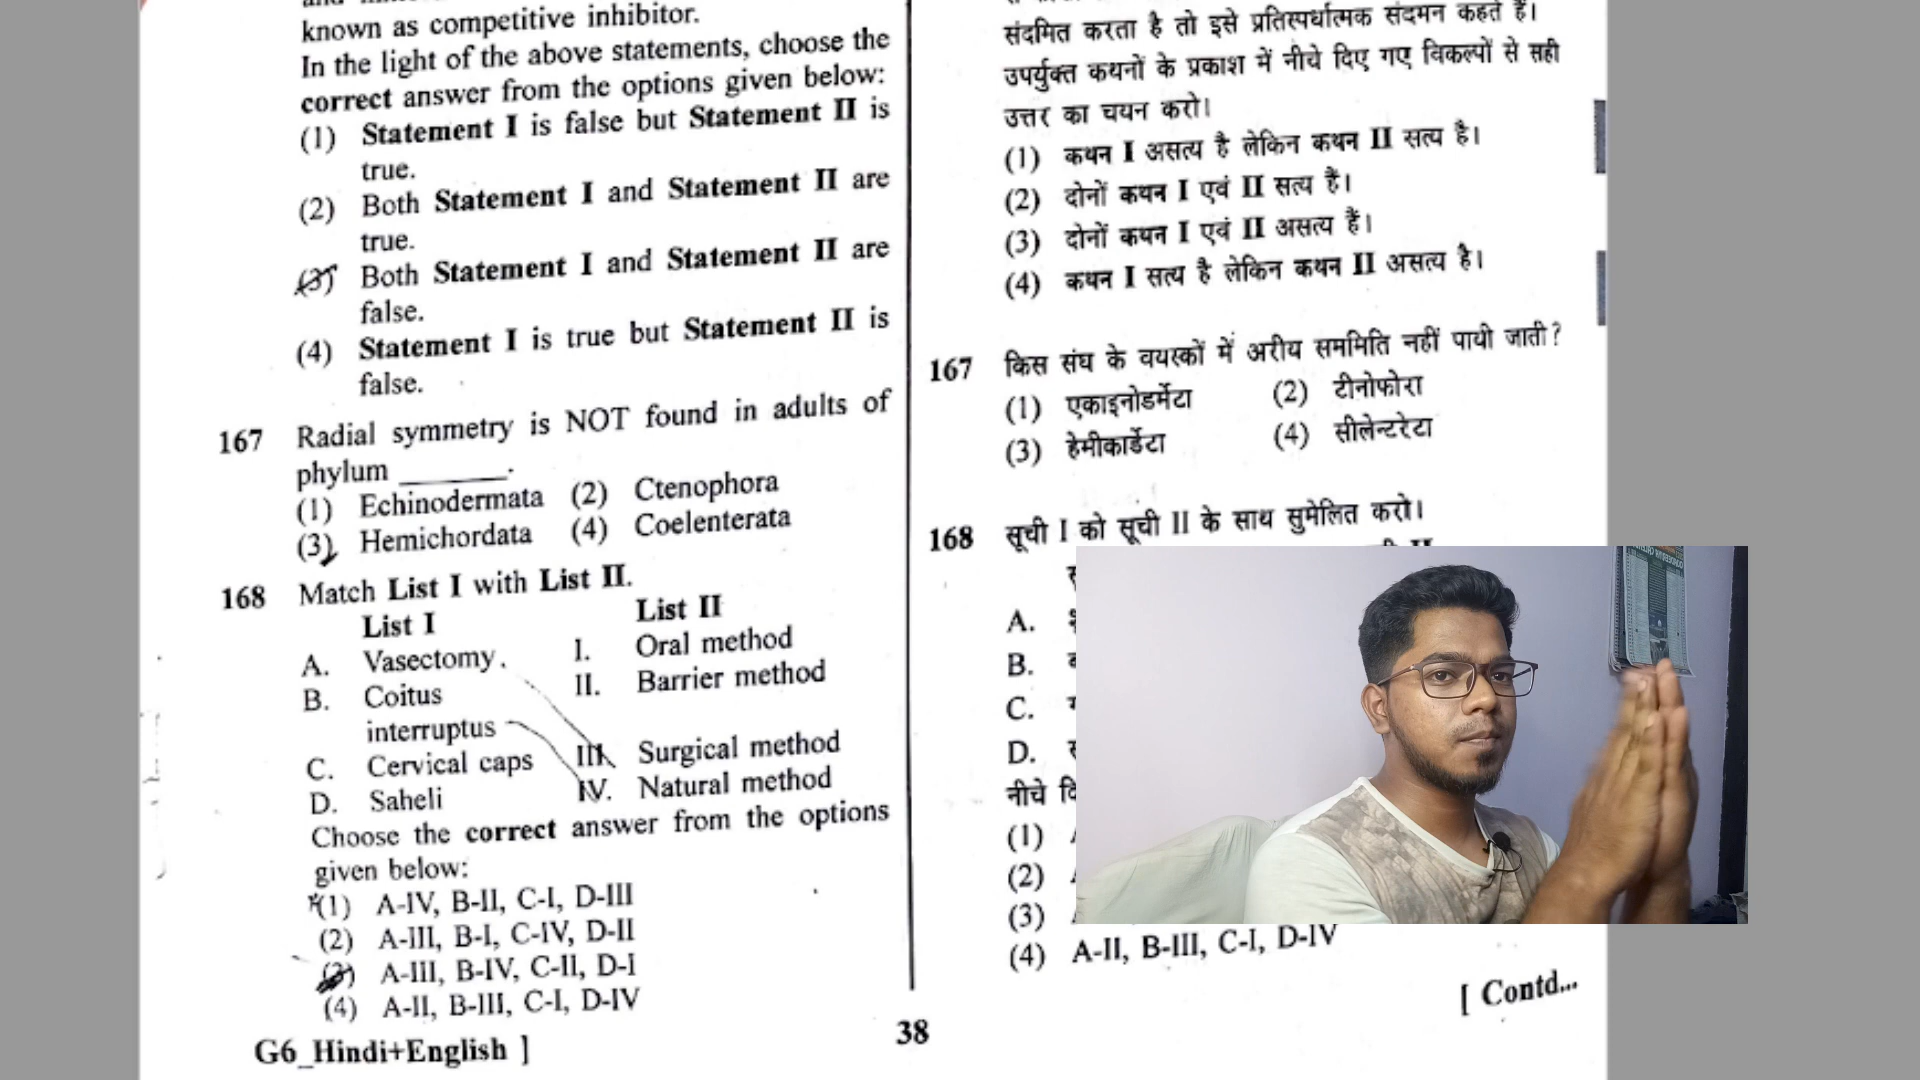 known as competitive inhibitor.
In the light of the above statements, choose the
correct answer from the options given below:
(1) Statement I is false but Statement II is
true.
(2) Both Statement I and Statement II are
true.
(3) Both Statement I and Statement II are
false.
(4) Statement I is true but Statement II is
false.
167 Radial symmetry is NOT found in adults of
phylum ________.
(1) Echinodermata (2) Ctenophora
(3) Hemichordata (4) Coelenterata
168 Match List I with List II.
List I List II
A. Vasectomy I. Oral method
B. Coitus II. Barrier method
interruptus
C. Cervical caps III. Surgical method
D. Saheli IV. Natural method
Choose the correct answer from the options
given below:
(1) A-IV, B-II, C-I, D-III
(2) A-III, B-I, C-IV, D-II
(3) A-III, B-IV, C-II, D-I
(4) A-II, B-III, C-I, D-IV
G6_Hindi+English ]
38
संदमित करता है तो इसे प्रतिस्पर्धात्मक संदमन कहते हैं।
उपर्युक्त कथनों के प्रकाश में नीचे दिए गए विकल्पों से सही
उत्तर का चयन करो।
(1) कथन I असत्य है लेकिन कथन II सत्य है।
(2) दोनों कथन I एवं II सत्य हैं।
(3) दोनों कथन I एवं II असत्य हैं।
(4) कथन I सत्य है लेकिन कथन II असत्य है।
167 किस संघ के वयस्कों में अरीय सममिति नहीं पायी जाती?
(1) एकाइनोडर्मेटा (2) टीनोफोरा
(3) हेमीकार्डेटा (4) सीलेन्टरेटा
168 सूची I को सूची II के साथ सुमेलित करो।
A.
B.
C.
D.
नीचे
(1)
(2)
(3)
(4) A-II, B-III, C-I, D-IV
[ Contd...